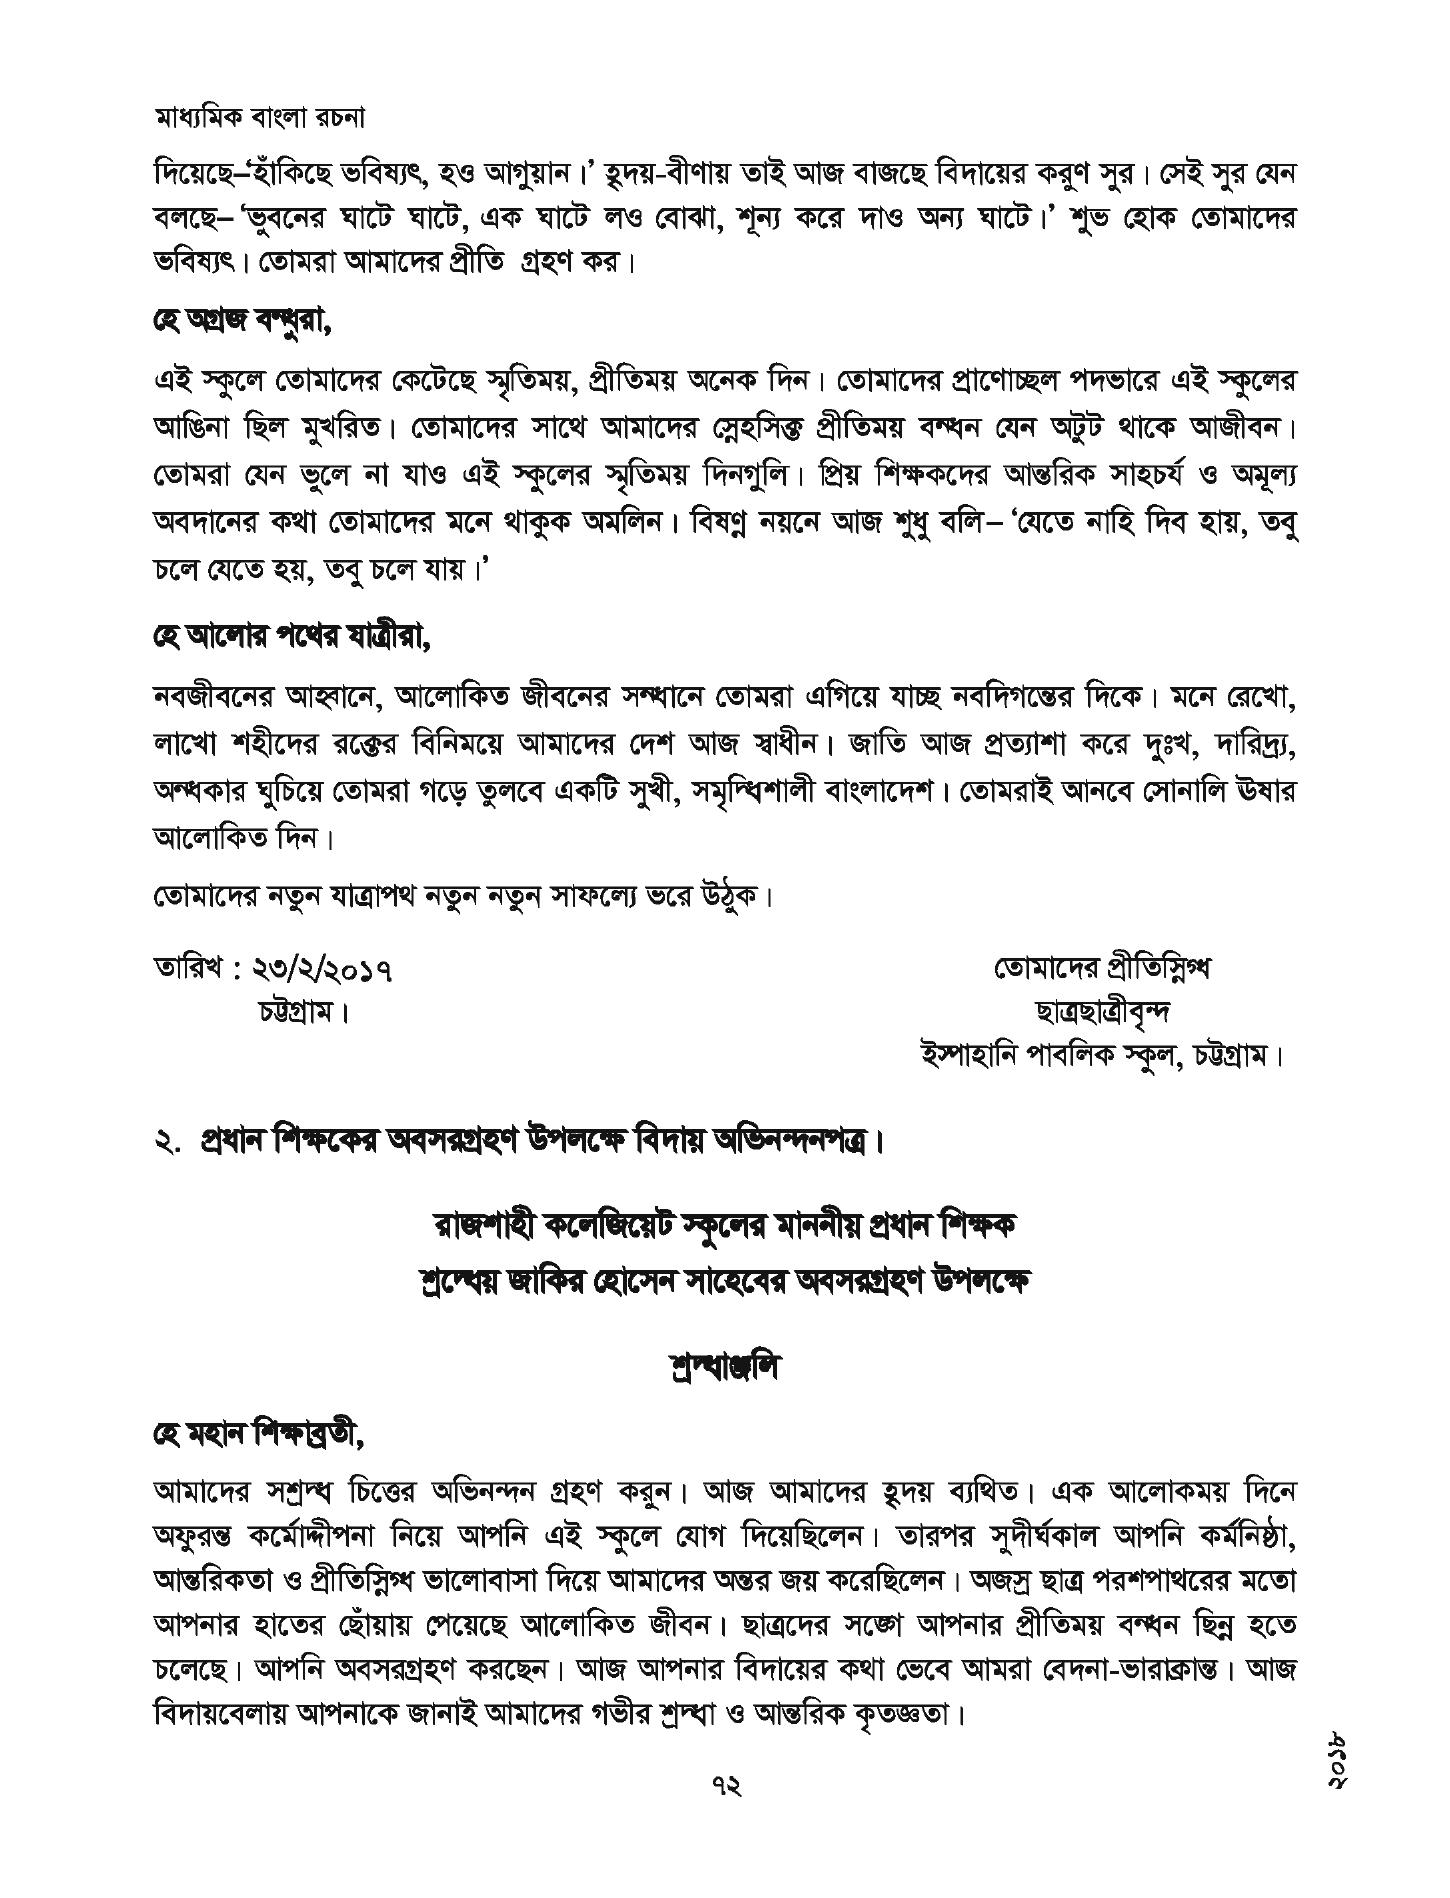 মাধ্যমিক বাংলা রচনা
দিয়েছে–‘হাঁকিছে ভবিষ্যৎ, হও আগুয়ান।’ হৃদয়-বীণায় তাই আজ বাজছে বিদায়ের করুণ সুর। সেই সুর যেন
বলছে– ‘ভুবনের ঘাটে ঘাটে, এক ঘাটে লও বোঝা, শূন্য করে দাও অন্য ঘাটে।’ শুভ হোক তোমাদের
ভবিষ্যৎ। তোমরা আমাদের প্রীতি গ্রহণ কর।
হে অগ্রজ বন্ধুরা,
এই স্কুলে তোমাদের কেটেছে স্মৃতিময়, প্রীতিময় অনেক দিন। তোমাদের প্রাণোচ্ছল পদভারে এই স্কুলের
আঙিনা ছিল মুখরিত। তোমাদের সাথে আমাদের স্নেহসিক্ত প্রীতিময় বন্ধন যেন অটুট থাকে আজীবন।
তোমরা যেন ভুলে না যাও এই স্কুলের স্মৃতিময় দিনগুলি। প্রিয় শিক্ষকদের আন্তরিক সাহচর্য ও অমূল্য
অবদানের কথা তোমাদের মনে থাকুক অমলিন। বিষণ্ণ নয়নে আজ শুধু বলি– ‘যেতে নাহি দিব হায়, তবু
চলে যেতে হয়, তবু চলে যায়।’
হে আলোর পথের যাত্রীরা,
নবজীবনের আহ্বানে, আলোকিত জীবনের সন্ধানে তোমরা এগিয়ে যাচ্ছ নবদিগন্তের দিকে। মনে রেখো,
লাখো শহীদের রক্তের বিনিময়ে আমাদের দেশ আজ স্বাধীন। জাতি আজ প্রত্যাশা করে দুঃখ, দারিদ্র্য,
অন্ধকার ঘুচিয়ে তোমরা গড়ে তুলবে একটি সুখী, সমৃদ্ধিশালী বাংলাদেশ। তোমরাই আনবে সোনালি ঊষার
আলোকিত দিন।
তোমাদের নতুন যাত্রাপথ নতুন নতুন সাফল্যে ভরে উঠুক।
তারিখ : ২৩/২/২০১৭
চট্টগ্রাম।
তোমাদের প্রীতিস্নিগ্ধ
ছাত্রছাত্রীবৃন্দ
ইস্পাহানি পাবলিক স্কুল, চট্টগ্রাম।
২. প্রধান শিক্ষকের অবসরগ্রহণ উপলক্ষে বিদায় অভিনন্দনপত্র।
রাজশাহী কলেজিয়েট স্কুলের মাননীয় প্রধান শিক্ষক
শ্রদ্ধেয় জাকির হোসেন সাহেবের অবসরগ্রহণ উপলক্ষে
শ্রদ্ধাঞ্জলি
হে মহান শিক্ষাব্রতী,
আমাদের সশ্রদ্ধ চিত্তের অভিনন্দন গ্রহণ করুন। আজ আমাদের হৃদয় ব্যথিত। এক আলোকময় দিনে
অফুরন্ত কর্মোদ্দীপনা নিয়ে আপনি এই স্কুলে যোগ দিয়েছিলেন। তারপর সুদীর্ঘকাল আপনি কর্মনিষ্ঠা,
আন্তরিকতা ও প্রীতিস্নিগ্ধ ভালোবাসা দিয়ে আমাদের অন্তর জয় করেছিলেন। অজস্র ছাত্র পরশপাথরের মতো
আপনার হাতের ছোঁয়ায় পেয়েছে আলোকিত জীবন। ছাত্রদের সঙ্গে আপনার প্রীতিময় বন্ধন ছিন্ন হতে
চলেছে। আপনি অবসরগ্রহণ করছেন। আজ আপনার বিদায়ের কথা ভেবে আমরা বেদনা-ভারাক্রান্ত। আজ
বিদায়বেলায় আপনাকে জানাই আমাদের গভীর শ্রদ্ধা ও আন্তরিক কৃতজ্ঞতা।
৭২
২০১৮